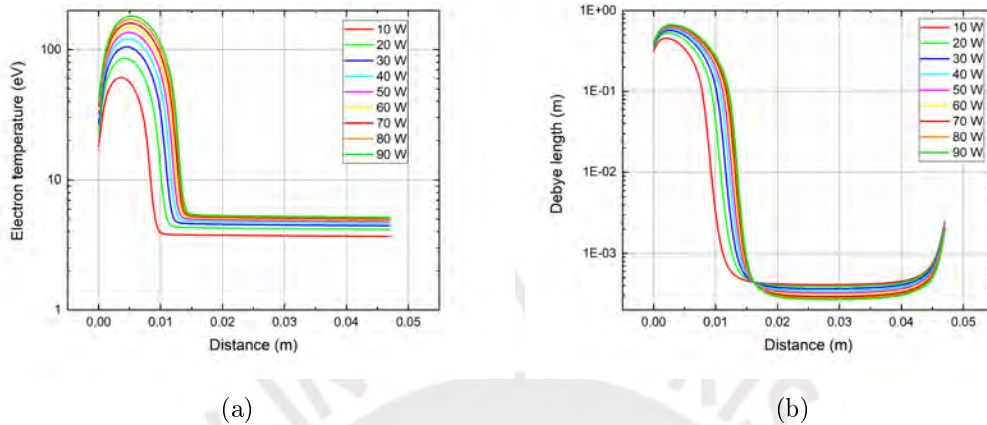 Electron temperature (eV)
100
10
1
0.00 0.01 0.02 0.03 0.04 0.05
Distance (m)
10 W
20 W
30 W
40 W
50 W
60 W
70 W
80 W
90 W
(a)
Debye length (m)
1E+00
1E-01
1E-02
1E-03
0.00 0.01 0.02 0.03 0.04 0.05
Distance (m)
10 W
20 W
30 W
40 W
50 W
60 W
70 W
80 W
90 W
(b)